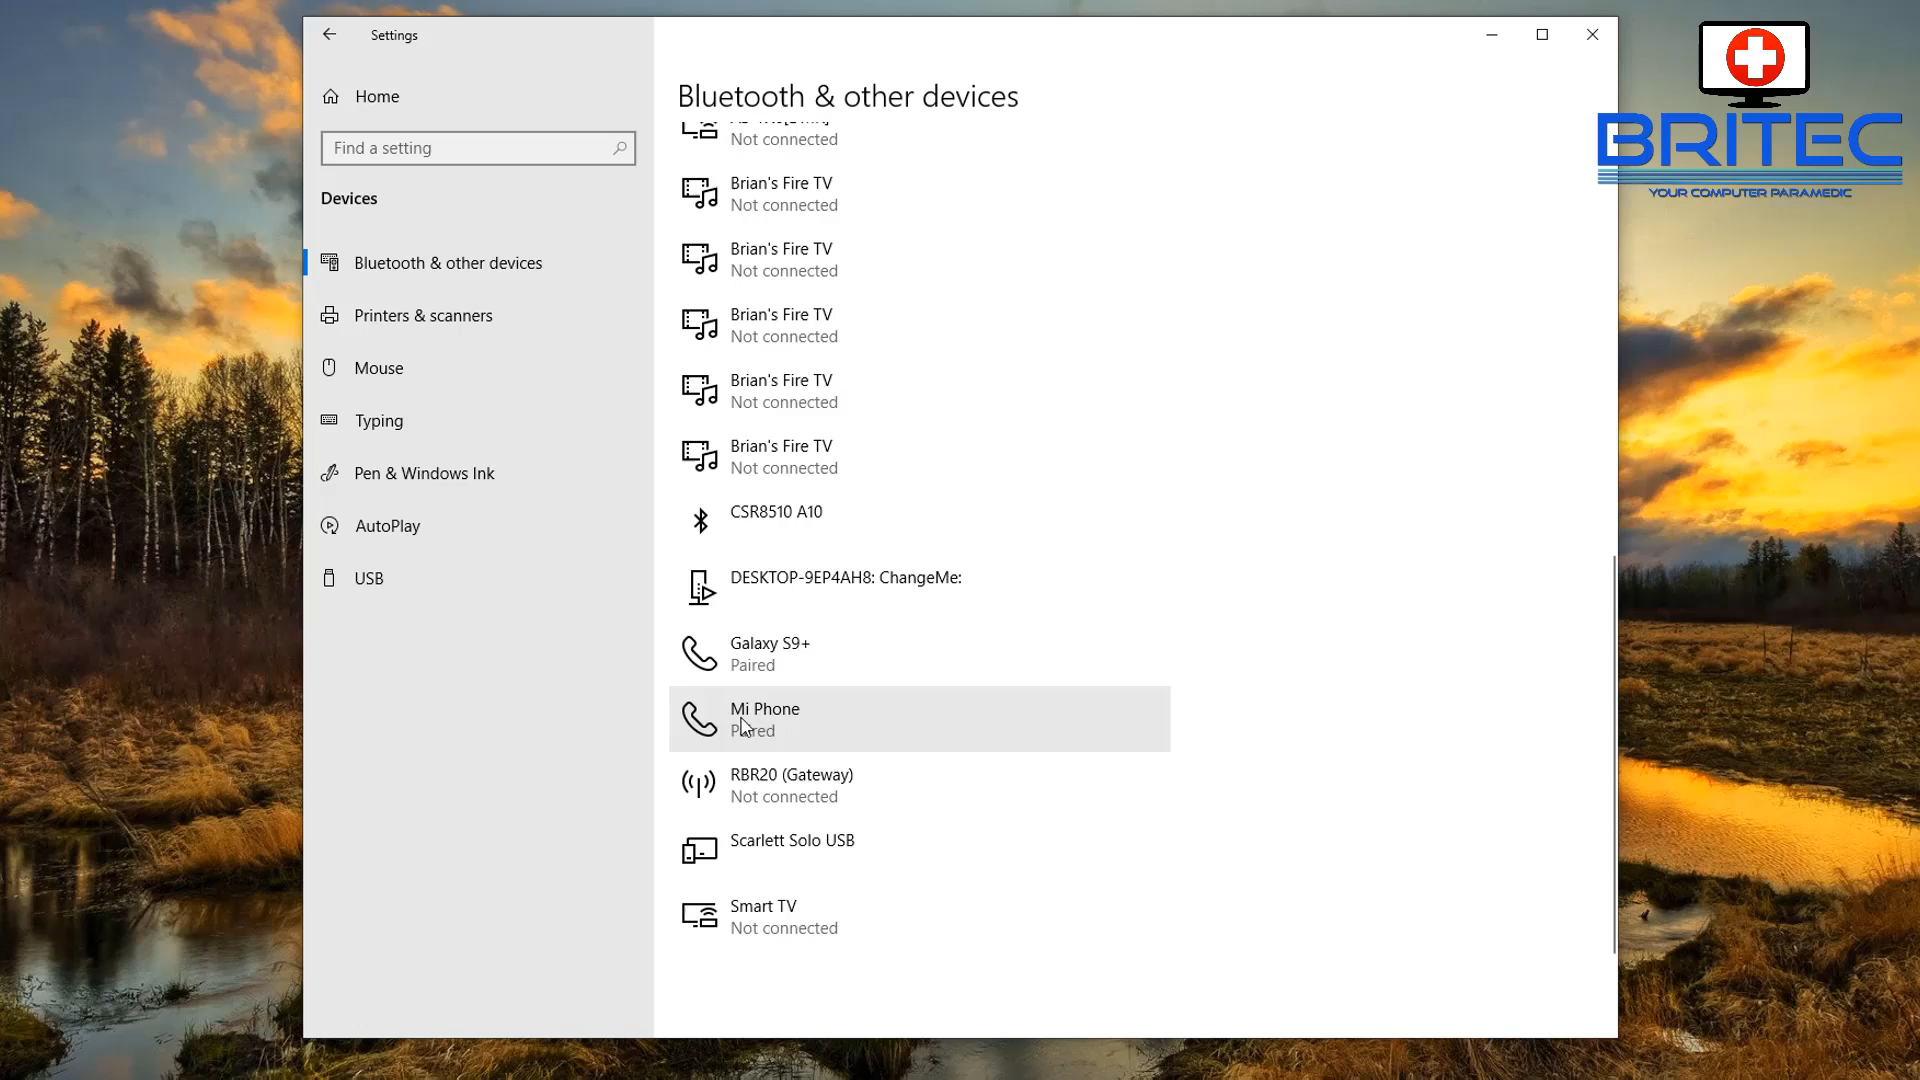 Settings
Home
Find a setting
Devices
Bluetooth & other devices
Printers & scanners
Mouse
Typing
Pen & Windows Ink
AutoPlay
USB
Bluetooth & other devices
Not connected
Brian's Fire TV
Not connected
Brian's Fire TV
Not connected
Brian's Fire TV
Not connected
Brian's Fire TV
Not connected
Brian's Fire TV
Not connected
CSR8510 A10
DESKTOP-9EP4AH8: ChangeMe:
Galaxy S9+
Paired
Mi Phone
Paired
RBR20 (Gateway)
Not connected
Scarlett Solo USB
Smart TV
Not connected
BRITEC
YOUR COMPUTER PARAMEDIC